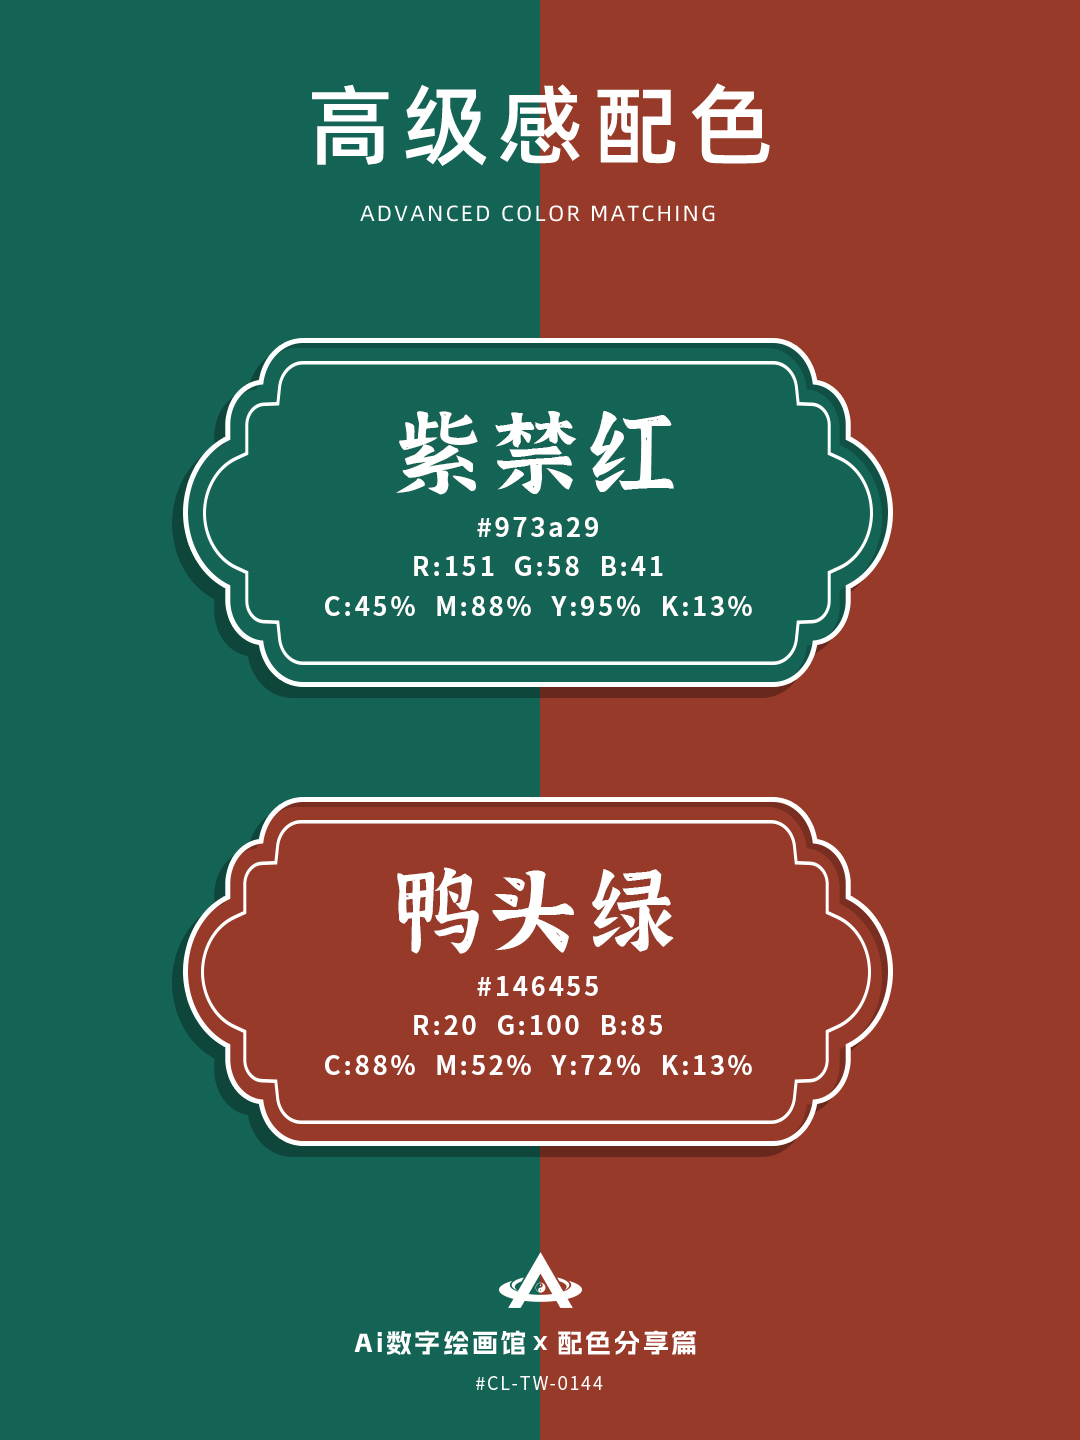 高级感配色
ADVANCED COLOR MATCHING
紫禁红
#973a29
R:151 G:58 B:41
C:45% M:88% Y:95% K:13%
鸭头绿
#146455
R:20 G:100 B:85
C:88% M:52% Y:72% K:13%
Ai数字绘画馆 x 配色分享篇
#CL-TW-0144